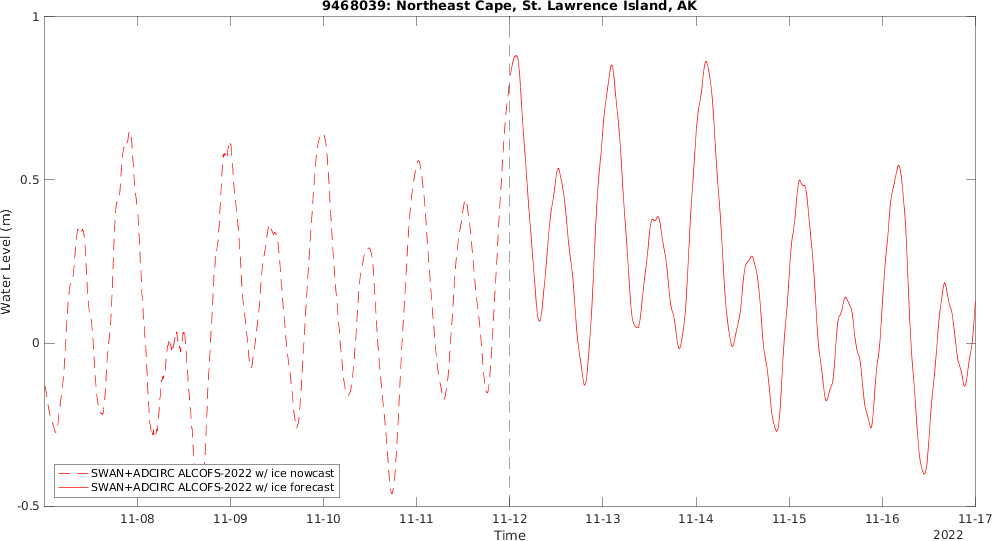 9468039: Northeast Cape, St. Lawrence Island, AK
1
0.5
0
-0.5
Water Level (m)
SWAN+ADCIRC ALCOFS-2022 w/ ice nowcast
SWAN+ADCIRC ALCOFS-2022 w/ ice forecast
11-08 11-09 11-10 11-11 11-12 11-13 11-14 11-15 11-16 11-17
Time
2022